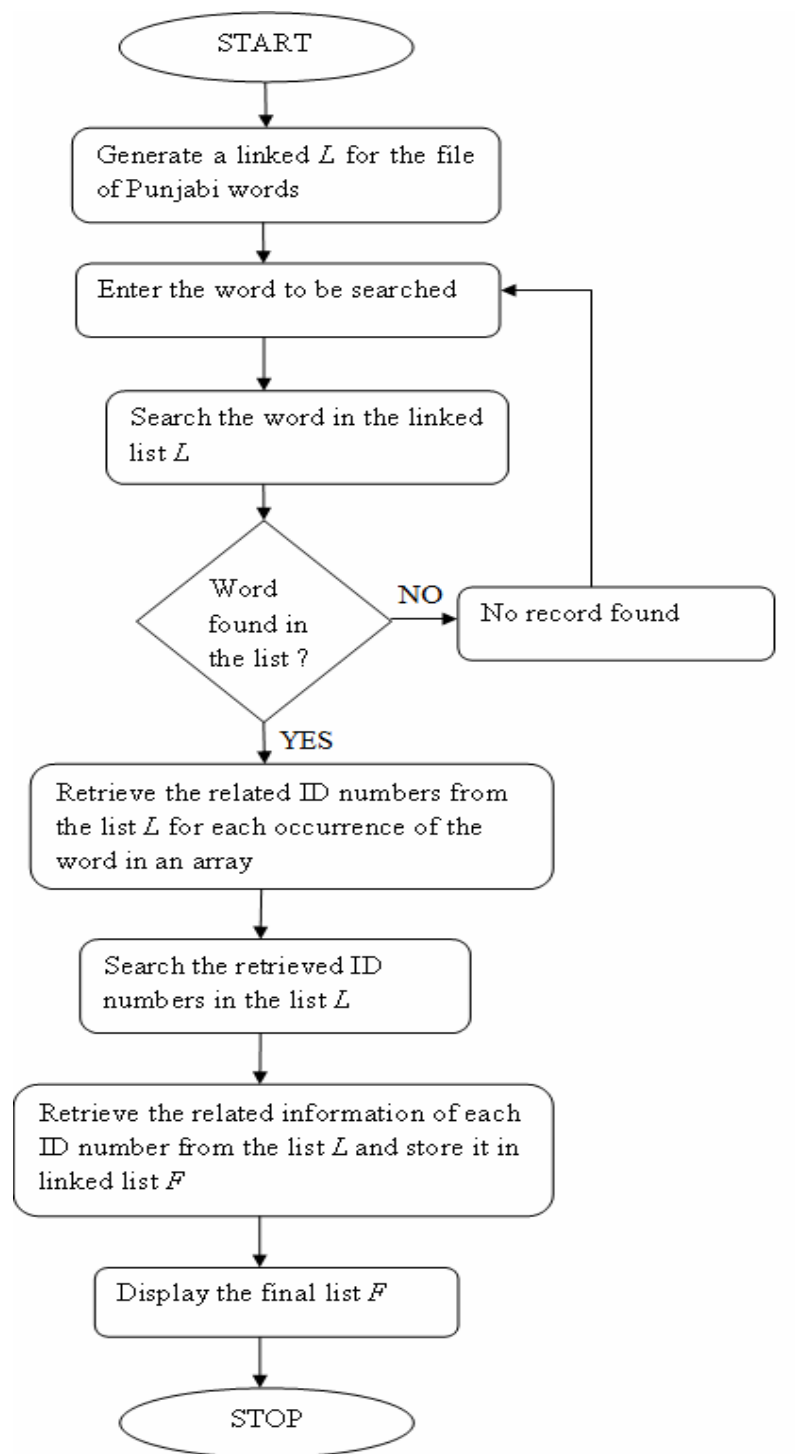 START
Generate a linked L for the file
of Punjabi words
Enter the word to be searched
Search the word in the linked
list L
Word
found in
the list ?
NO
No record found
YES
Retrieve the related ID numbers from
the list L for each occurrence of the
word in an array
Search the retrieved ID
numbers in the list L
Retrieve the related information of each
ID number from the list L and store it in
linked list F
Display the final list F
STOP